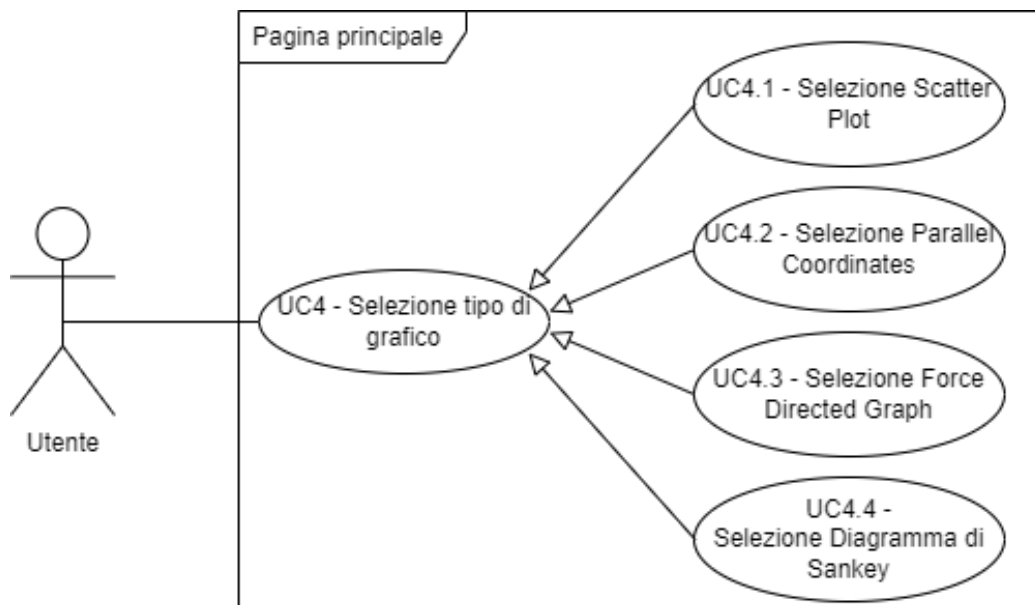 Pagina principale
UC4.1 - Selezione Scatter
Plot
UC4.2 - Selezione Parallel
Coordinates
UC4 - Selezione tipo di
grafico
UC4.3 - Selezione Force
Directed Graph
Utente
UC4.4 -
Selezione Diagramma di
Sankey